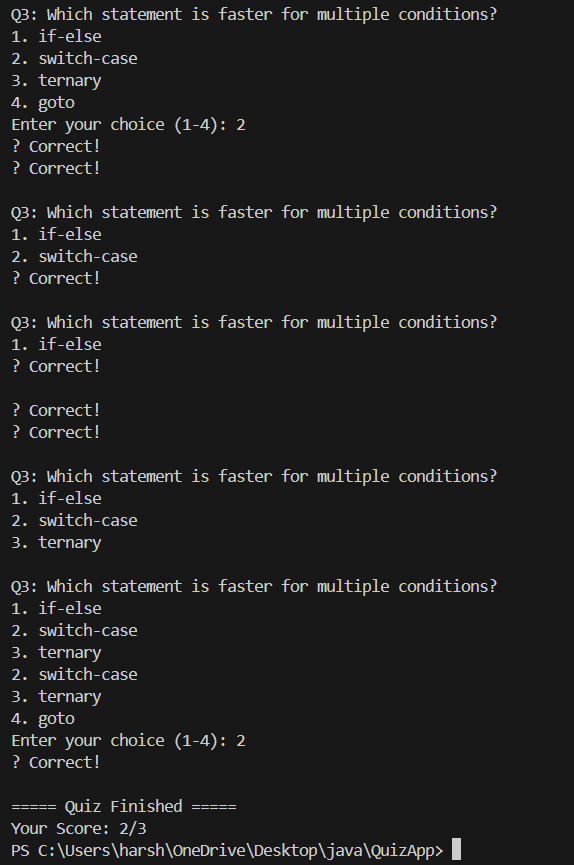 Q3: Which statement is faster for multiple conditions?
1. if-else
2. switch-case
3. ternary
4. goto
Enter your choice (1-4): 2
? Correct!
? Correct!
Q3: Which statement is faster for multiple conditions?
1. if-else
2. switch-case
? Correct!
Q3: Which statement is faster for multiple conditions?
1. if-else
? Correct!
? Correct!
? Correct!
Q3: Which statement is faster for multiple conditions?
1. if-else
2. switch-case
3. ternary
Q3: Which statement is faster for multiple conditions?
1. if-else
2. switch-case
3. ternary
2. switch-case
3. ternary
4. goto
Enter your choice (1-4): 2
? Correct!
===== Quiz Finished =====
Your Score: 2/3
PS C:\Users\harsh\OneDrive\Desktop\java\QuizApp>